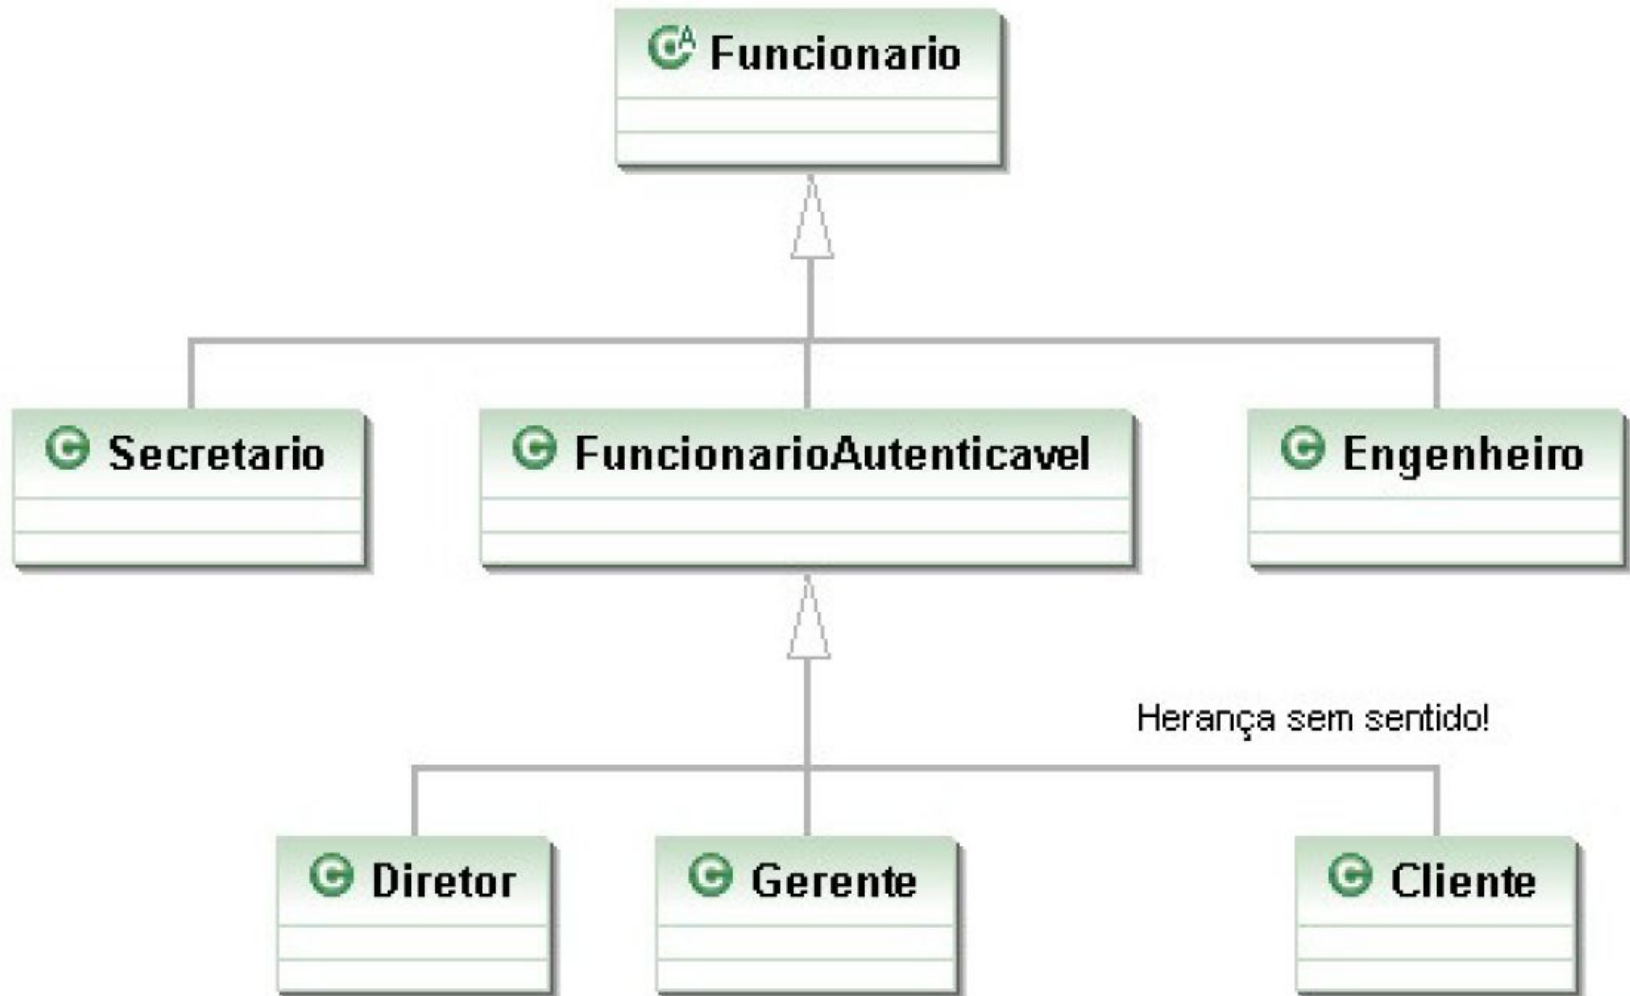 Funcionario
Secretario
FuncionarioAutenticavel
Engenheiro
Herança sem sentido!
Diretor
Gerente
Cliente